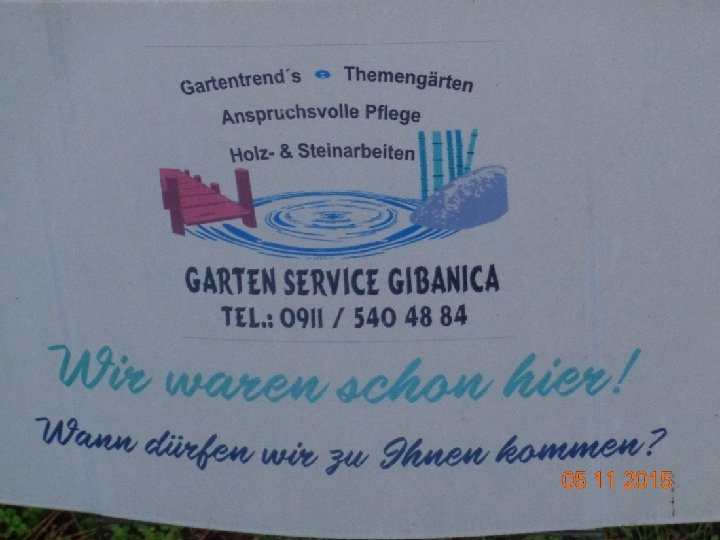 Gartentrend´s Themengärten
Anspruchsvolle Pflege
Holz- & Steinarbeiten
GARTEN SERVICE GIBANICA
TEL.: 0911 / 540 48 84
Wir waren schon hier!
Wann dürfen wir zu Ihnen kommen?
05 11 2015